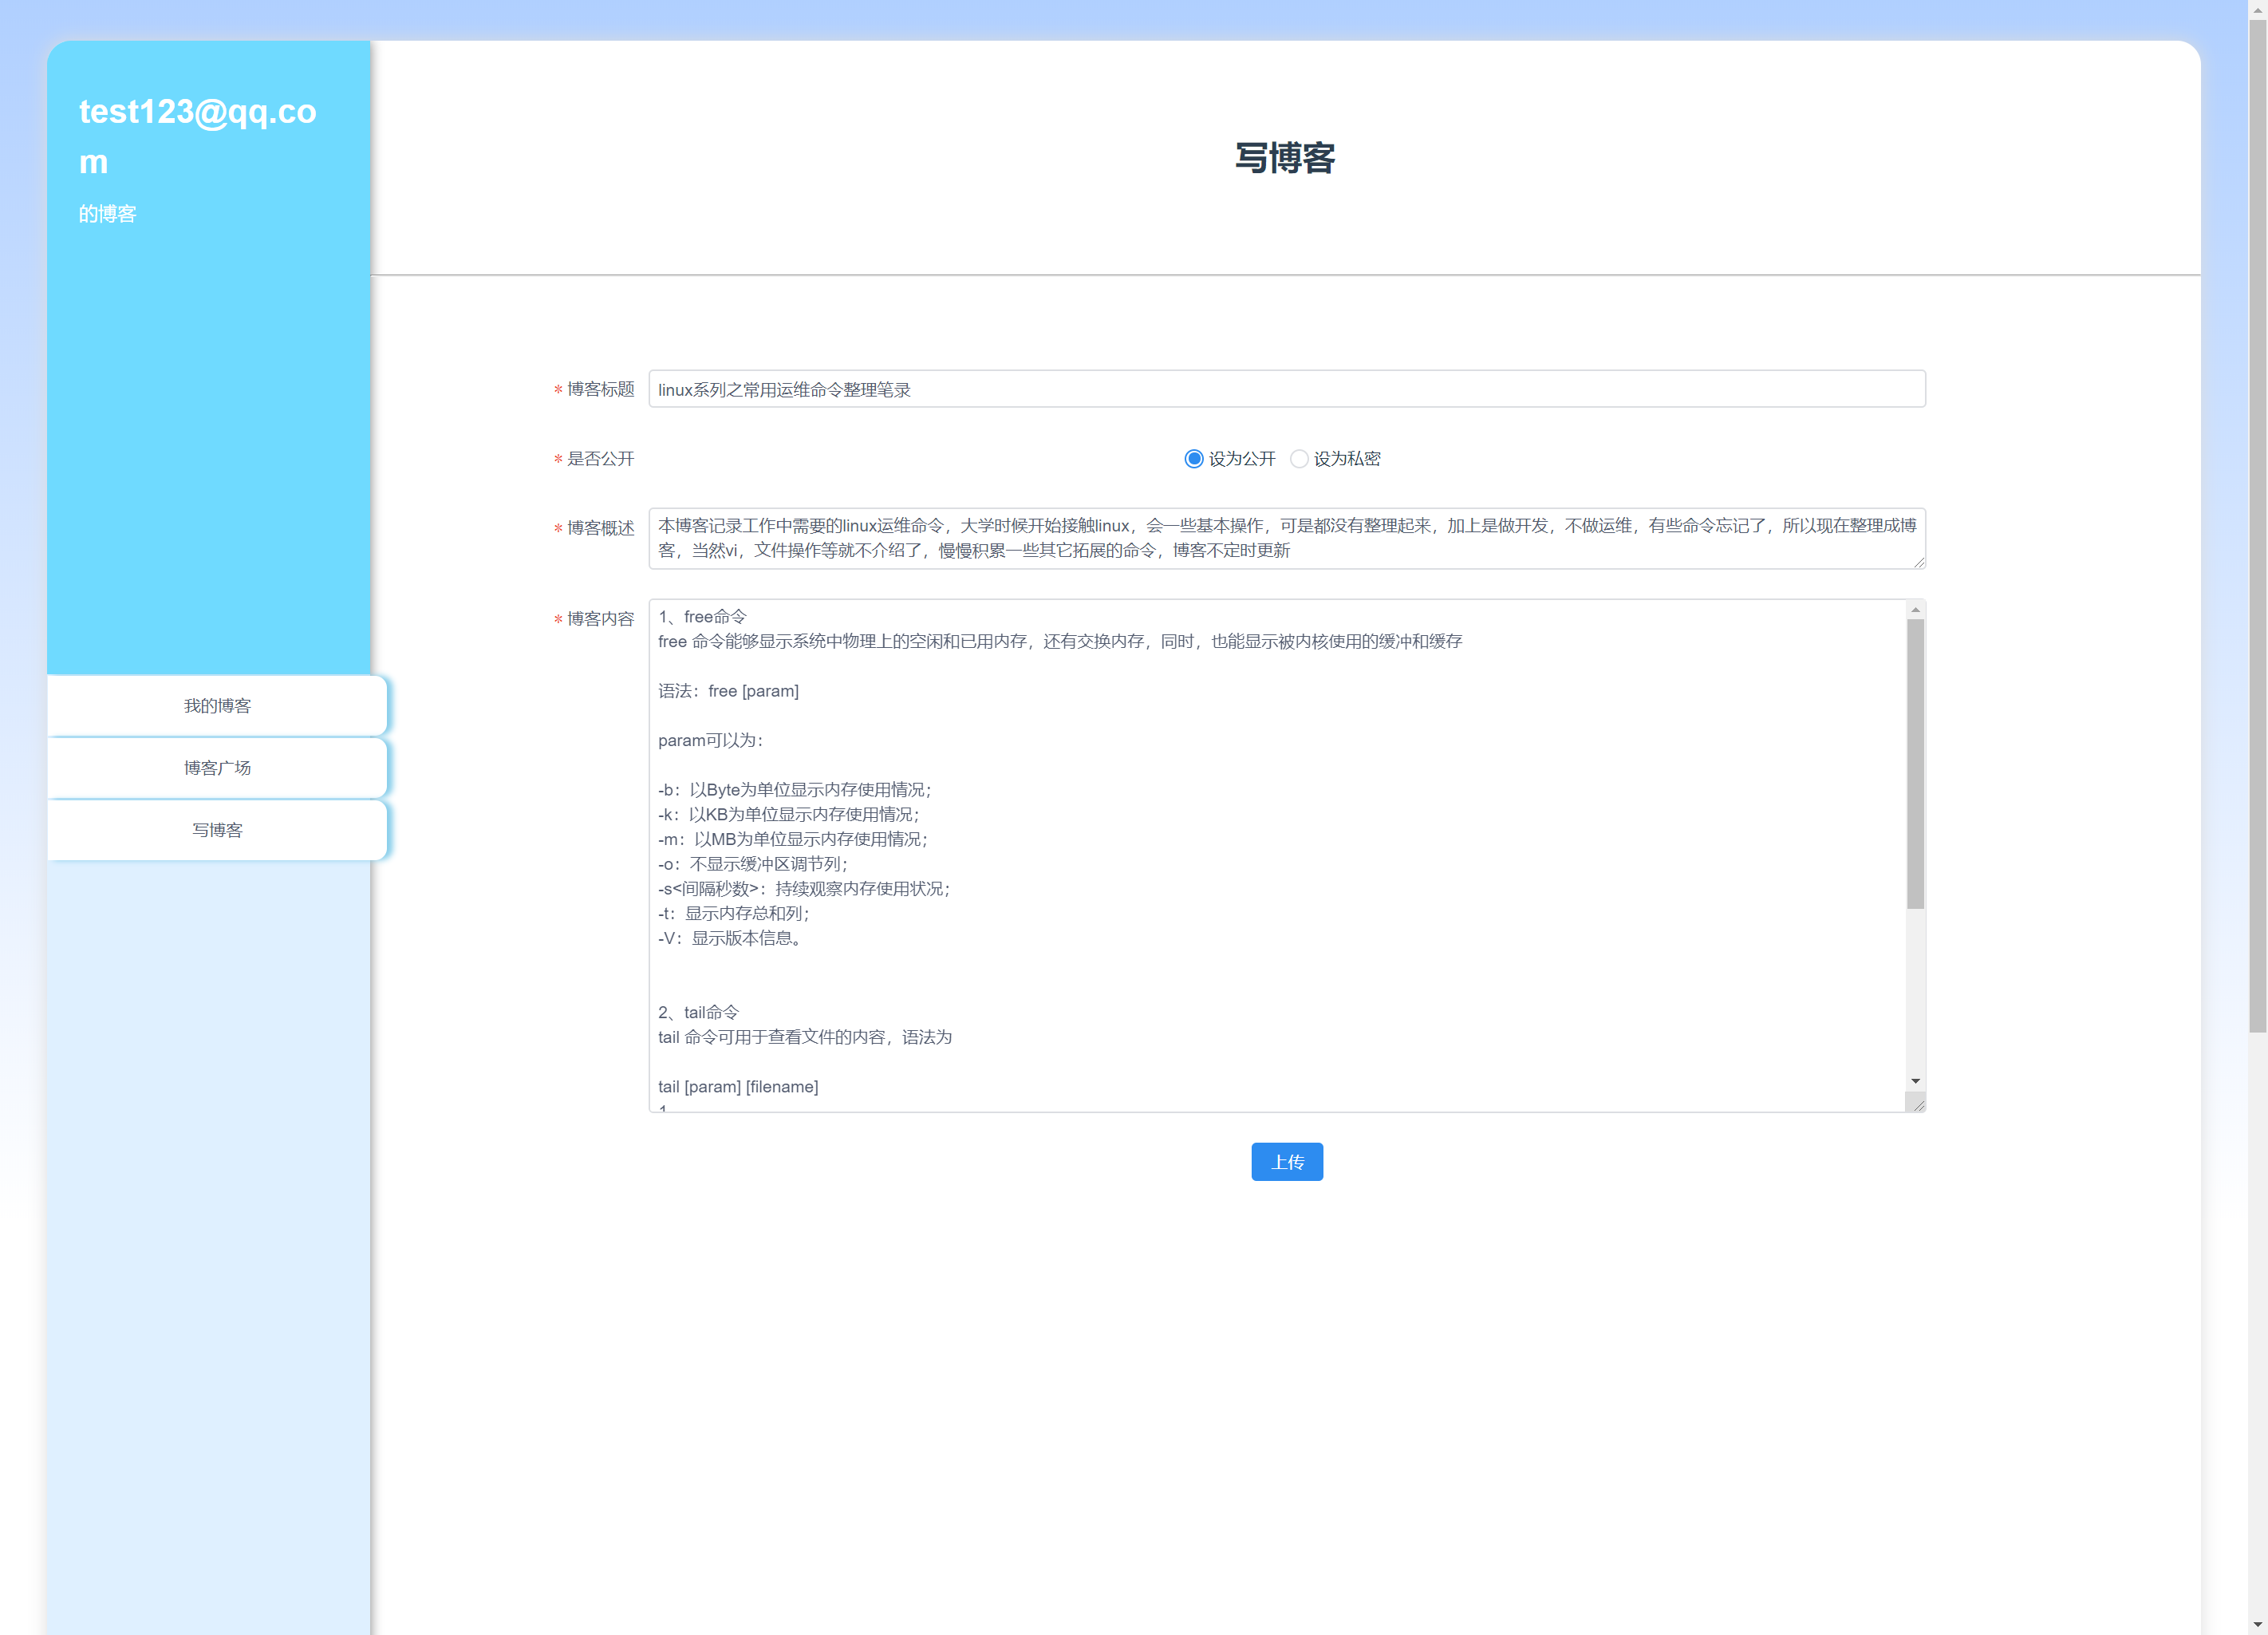 test123@qq.co
m
的博客
我的博客
博客广场
写博客
写博客
* 博客标题
linux系列之常用运维命令整理笔录
* 是否公开
设为公开 设为私密
* 博客概述
本博客记录工作中需要的linux运维命令，大学时候开始接触linux，会一些基本操作，可是都没有整理起来，加上是做开发，不做运维，有些命令忘记了，所以现在整理成博
客，当然vi，文件操作等就不介绍了，慢慢积累一些其它拓展的命令，博客不定时更新
* 博客内容
1、free命令
free 命令能够显示系统中物理上的空闲和已用内存，还有交换内存，同时，也能显示被内核使用的缓冲和缓存
语法：free [param]
param可以为：
-b：以Byte为单位显示内存使用情况；
-k：以KB为单位显示内存使用情况；
-m：以MB为单位显示内存使用情况；
-o：不显示缓冲区调节列；
-s<间隔秒数>：持续观察内存使用状况；
-t：显示内存总和列；
-V：显示版本信息。
2、tail命令
tail 命令可用于查看文件的内容，语法为
tail [param] [filename]
1
上传